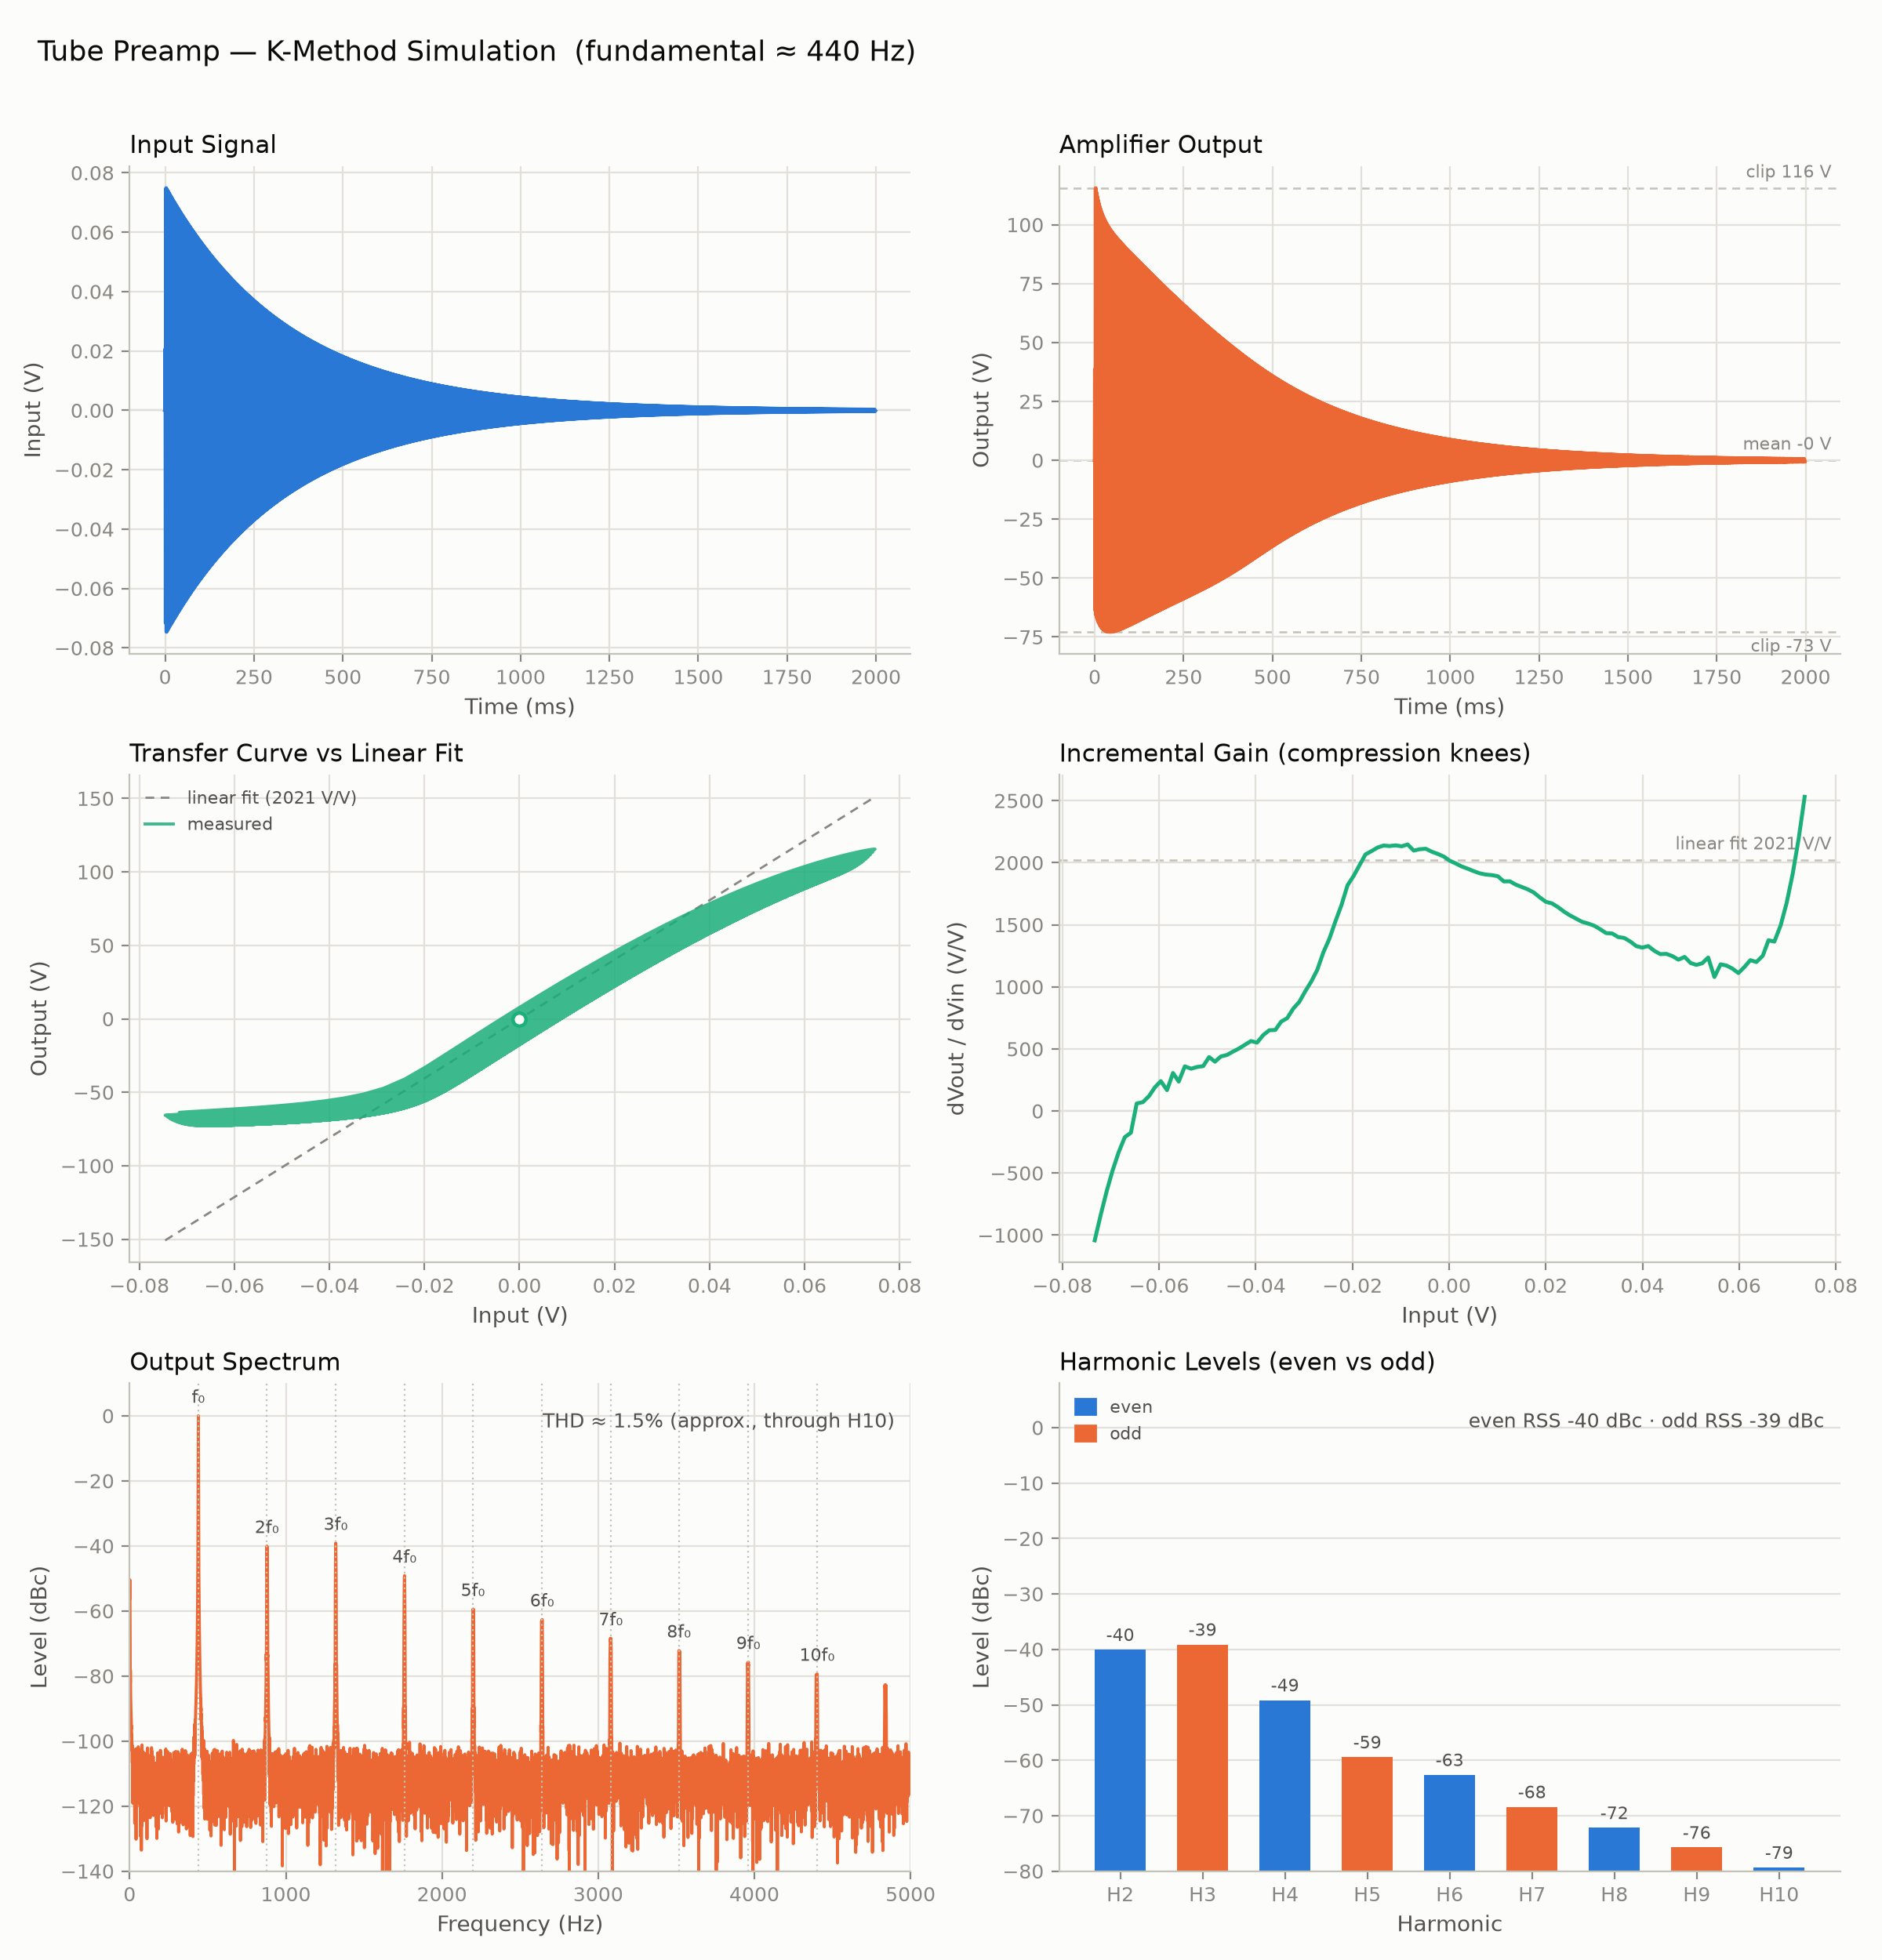 Tube Preamp — K-Method Simulation  (fundamental ≈ 440 Hz)
Input Signal
0.08
0.06
0.04
0.02
0.00
−0.02
−0.04
−0.06
−0.08
Input (V)
0 250 500 750 1000 1250 1500 1750 2000
Time (ms)
Amplifier Output
clip 116 V
mean -0 V
clip -73 V
100
75
50
25
0
−25
−50
−75
Output (V)
0 250 500 750 1000 1250 1500 1750 2000
Time (ms)
Transfer Curve vs Linear Fit
linear fit (2021 V/V)
measured
150
100
50
0
−50
−100
−150
Output (V)
−0.08 −0.06 −0.04 −0.02 0.00 0.02 0.04 0.06 0.08
Input (V)
Incremental Gain (compression knees)
linear fit 2021 V/V
2500
2000
1500
1000
500
0
−500
−1000
dVout / dVin (V/V)
−0.08 −0.06 −0.04 −0.02 0.00 0.02 0.04 0.06 0.08
Input (V)
Output Spectrum
THD ≈ 1.5% (approx., through H10)
f₀
2f₀
3f₀
4f₀
5f₀
6f₀
7f₀
8f₀
9f₀
10f₀
0
−20
−40
−60
−80
−100
−120
−140
Level (dBc)
0 1000 2000 3000 4000 5000
Frequency (Hz)
Harmonic Levels (even vs odd)
even
odd
even RSS -40 dBc · odd RSS -39 dBc
0
−10
−20
−30
−40
−50
−60
−70
−80
Level (dBc)
-40
-39
-49
-59
-63
-68
-72
-76
-79
H2 H3 H4 H5 H6 H7 H8 H9 H10
Harmonic